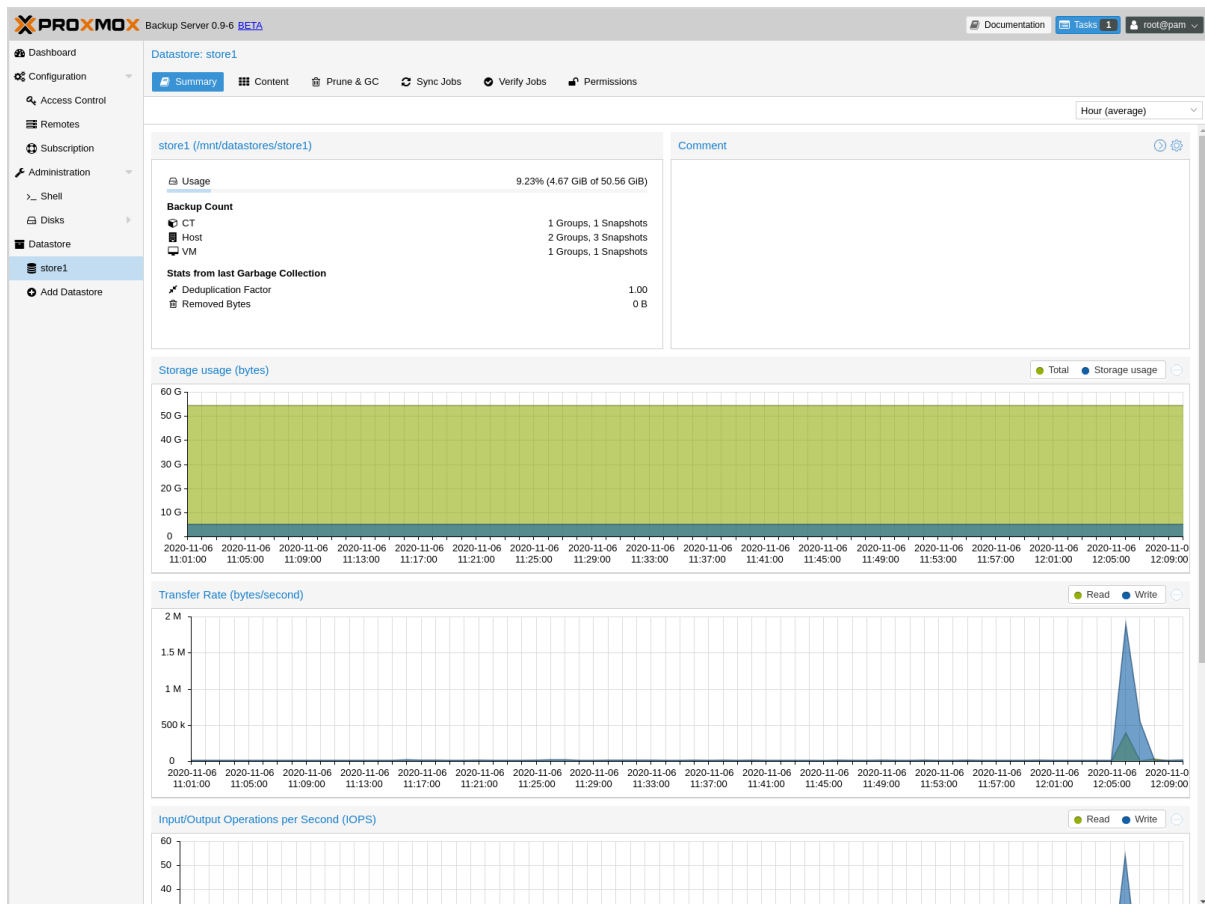 PROXMOX Backup Server 0.9-6 BETA
Documentation Tasks 1 root@pam
Dashboard
Configuration
Access Control
Remotes
Subscription
Administration
Shell
Disks
Datastore
store1
Add Datastore
Datastore: store1
Summary Content Prune & GC Sync Jobs Verify Jobs Permissions
Hour (average)
store1 (/mnt/datastores/store1)
Usage 9.23% (4.67 GiB of 50.56 GiB)
Backup Count
CT 1 Groups, 1 Snapshots
Host 2 Groups, 3 Snapshots
VM 1 Groups, 1 Snapshots
Stats from last Garbage Collection
Deduplication Factor 1.00
Removed Bytes 0 B
Comment
Storage usage (bytes) Total Storage usage
60 G
50 G
40 G
30 G
20 G
10 G
0
2020-11-06 2020-11-06 2020-11-06 2020-11-06 2020-11-06 2020-11-06 2020-11-06 2020-11-06 2020-11-06 2020-11-06 2020-11-06 2020-11-06 2020-11-06 2020-11-06 2020-11-06 2020-11-06 2020-11-06 2020-11-0
11:01:00 11:05:00 11:09:00 11:13:00 11:17:00 11:21:00 11:25:00 11:29:00 11:33:00 11:37:00 11:41:00 11:45:00 11:49:00 11:53:00 11:57:00 12:01:00 12:05:00 12:09:00
Transfer Rate (bytes/second) Read Write
2 M
1.5 M
1 M
500 k
0
2020-11-06 2020-11-06 2020-11-06 2020-11-06 2020-11-06 2020-11-06 2020-11-06 2020-11-06 2020-11-06 2020-11-06 2020-11-06 2020-11-06 2020-11-06 2020-11-06 2020-11-06 2020-11-06 2020-11-06 2020-11-0
11:01:00 11:05:00 11:09:00 11:13:00 11:17:00 11:21:00 11:25:00 11:29:00 11:33:00 11:37:00 11:41:00 11:45:00 11:49:00 11:53:00 11:57:00 12:01:00 12:05:00 12:09:00
Input/Output Operations per Second (IOPS) Read Write
60
50
40